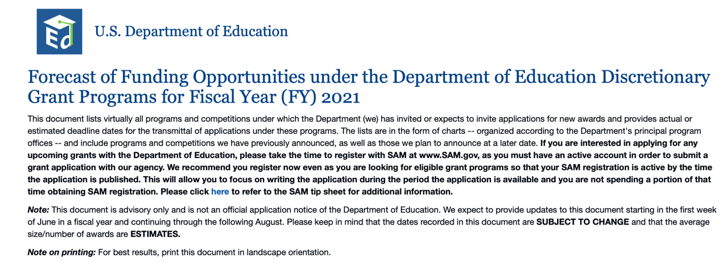 Ed
U.S. Department of Education
Forecast of Funding Opportunities under the Department of Education Discretionary
Grant Programs for Fiscal Year (FY) 2021
This document lists virtually all programs and competitions under which the Department (we) has invited or expects to invite applications for new awards and provides actual or
estimated deadline dates for the transmittal of applications under these programs. The lists are in the form of charts -- organized according to the Department's principal program
offices -- and include programs and competitions we have previously announced, as well as those we plan to announce at a later date. If you are interested in applying for any
upcoming grants with the Department of Education, please take the time to register with SAM at www.SAM.gov, as you must have an active account in order to submit a
grant application with our agency. We recommend you register now even as you are looking for eligible grant programs so that your SAM registration is active by the time
the application is published. This will allow you to focus on writing the application during the period the application is available and you are not spending a portion of that
time obtaining SAM registration. Please click here to refer to the SAM tip sheet for additional information.
Note: This document is advisory only and is not an official application notice of the Department of Education. We expect to provide updates to this document starting in the first week
of June in a fiscal year and continuing through the following August. Please keep in mind that the dates recorded in this document are SUBJECT TO CHANGE and that the average
size/number of awards are ESTIMATES.
Note on printing: For best results, print this document in landscape orientation.